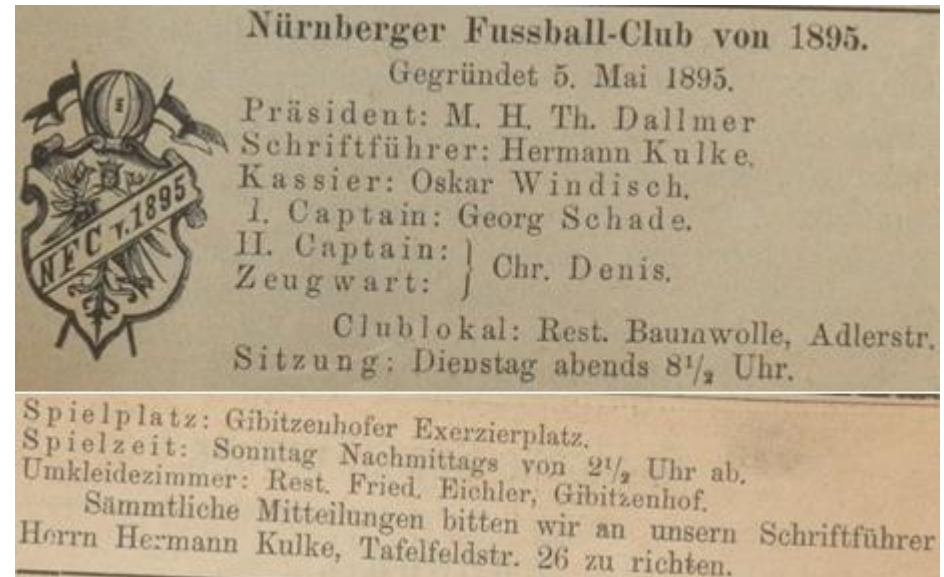 Nürnberger Fussball-Club von 1895.
Gegründet 5. Mai 1895.
Präsident: M. H. Th. Dallmer
Schriftführer: Hermann Kulke.
Kassier: Oskar Windisch.
I. Captain: Georg Schade.
II. Captain: } Chr. Denis.
Zeugwart:
NFC v. 1895
Clublokal: Rest. Baumwolle, Adlerstr.
Sitzung: Dienstag abends 8½ Uhr.
Spielplatz: Gibitzenhofer Exerzierplatz.
Spielzeit: Sonntag Nachmittags von 2½ Uhr ab.
Umkleidezimmer: Rest. Fried. Eichler, Gibitzenhof.
Sämmtliche Mitteilungen bitten wir an unsern Schriftführer
Herrn Hermann Kulke, Tafelfeldstr. 26 zu richten.